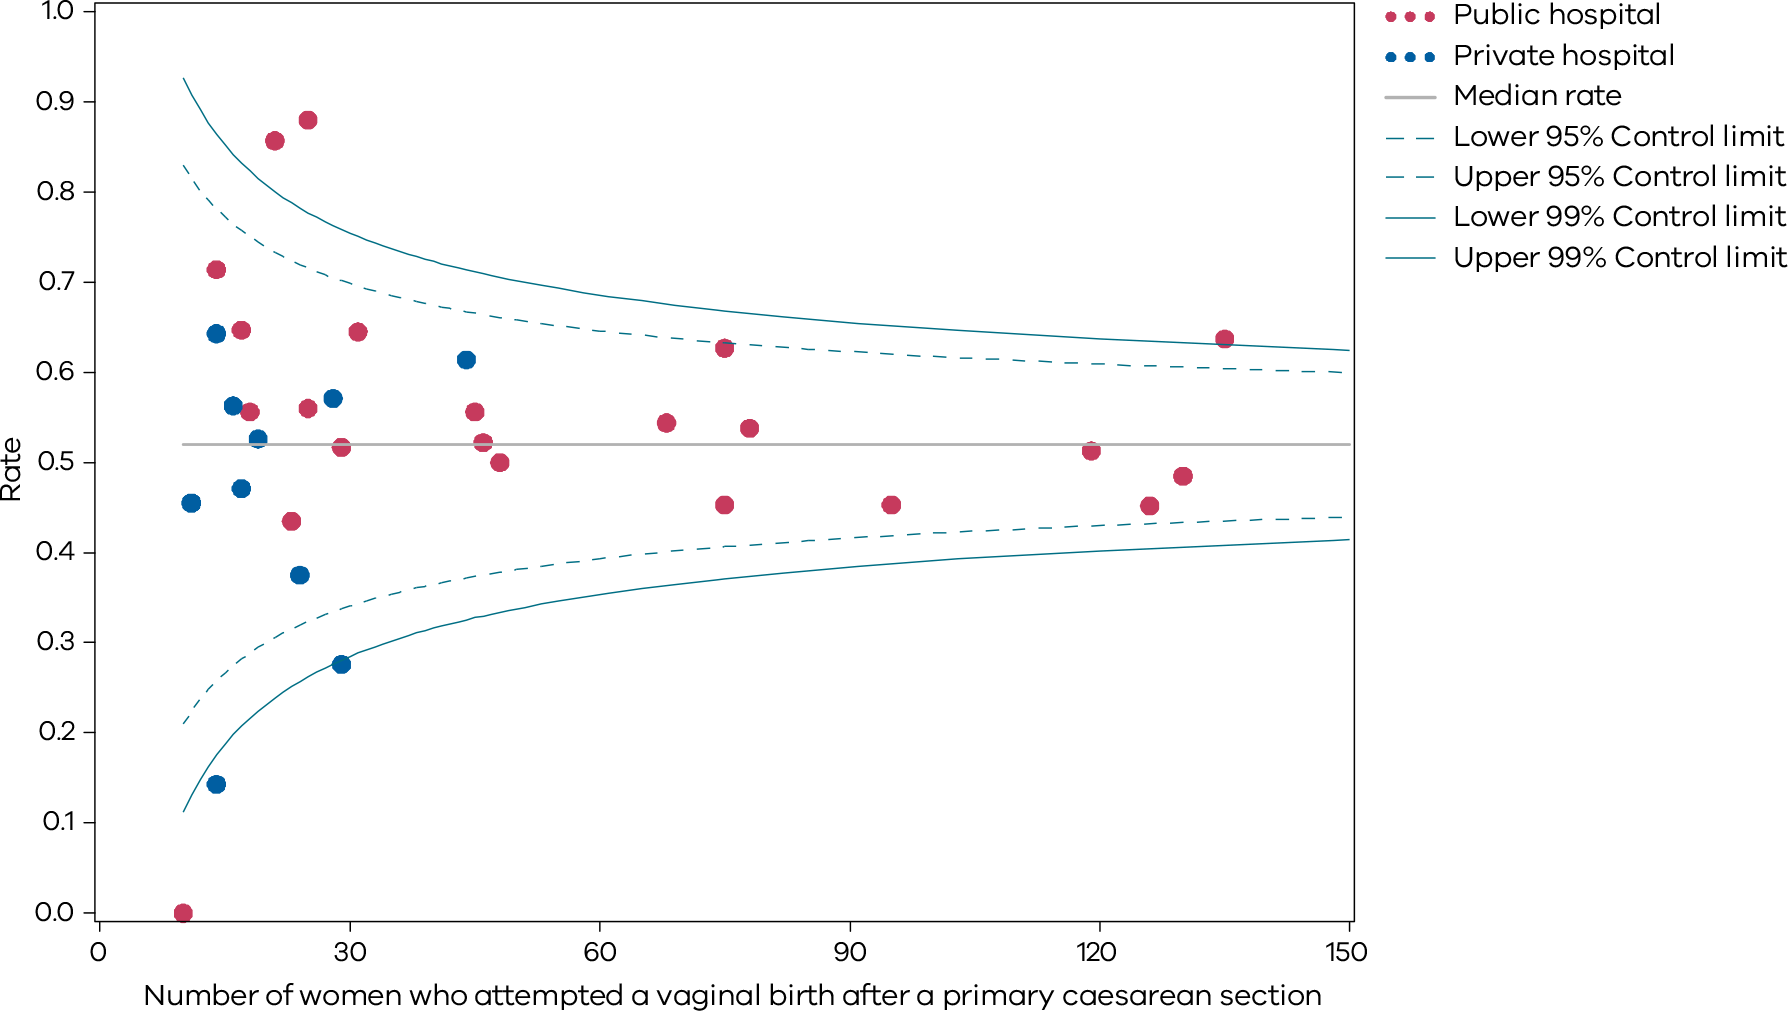 1.0
0.9
0.8
0.7
0.6
0.5
0.4
0.3
0.2
0.1
0.0
Rate
0 30 60 90 120 150
Number of women who attempted a vaginal birth after a primary caesarean section
Public hospital
Private hospital
Median rate
Lower 95% Control limit
Upper 95% Control limit
Lower 99% Control limit
Upper 99% Control limit